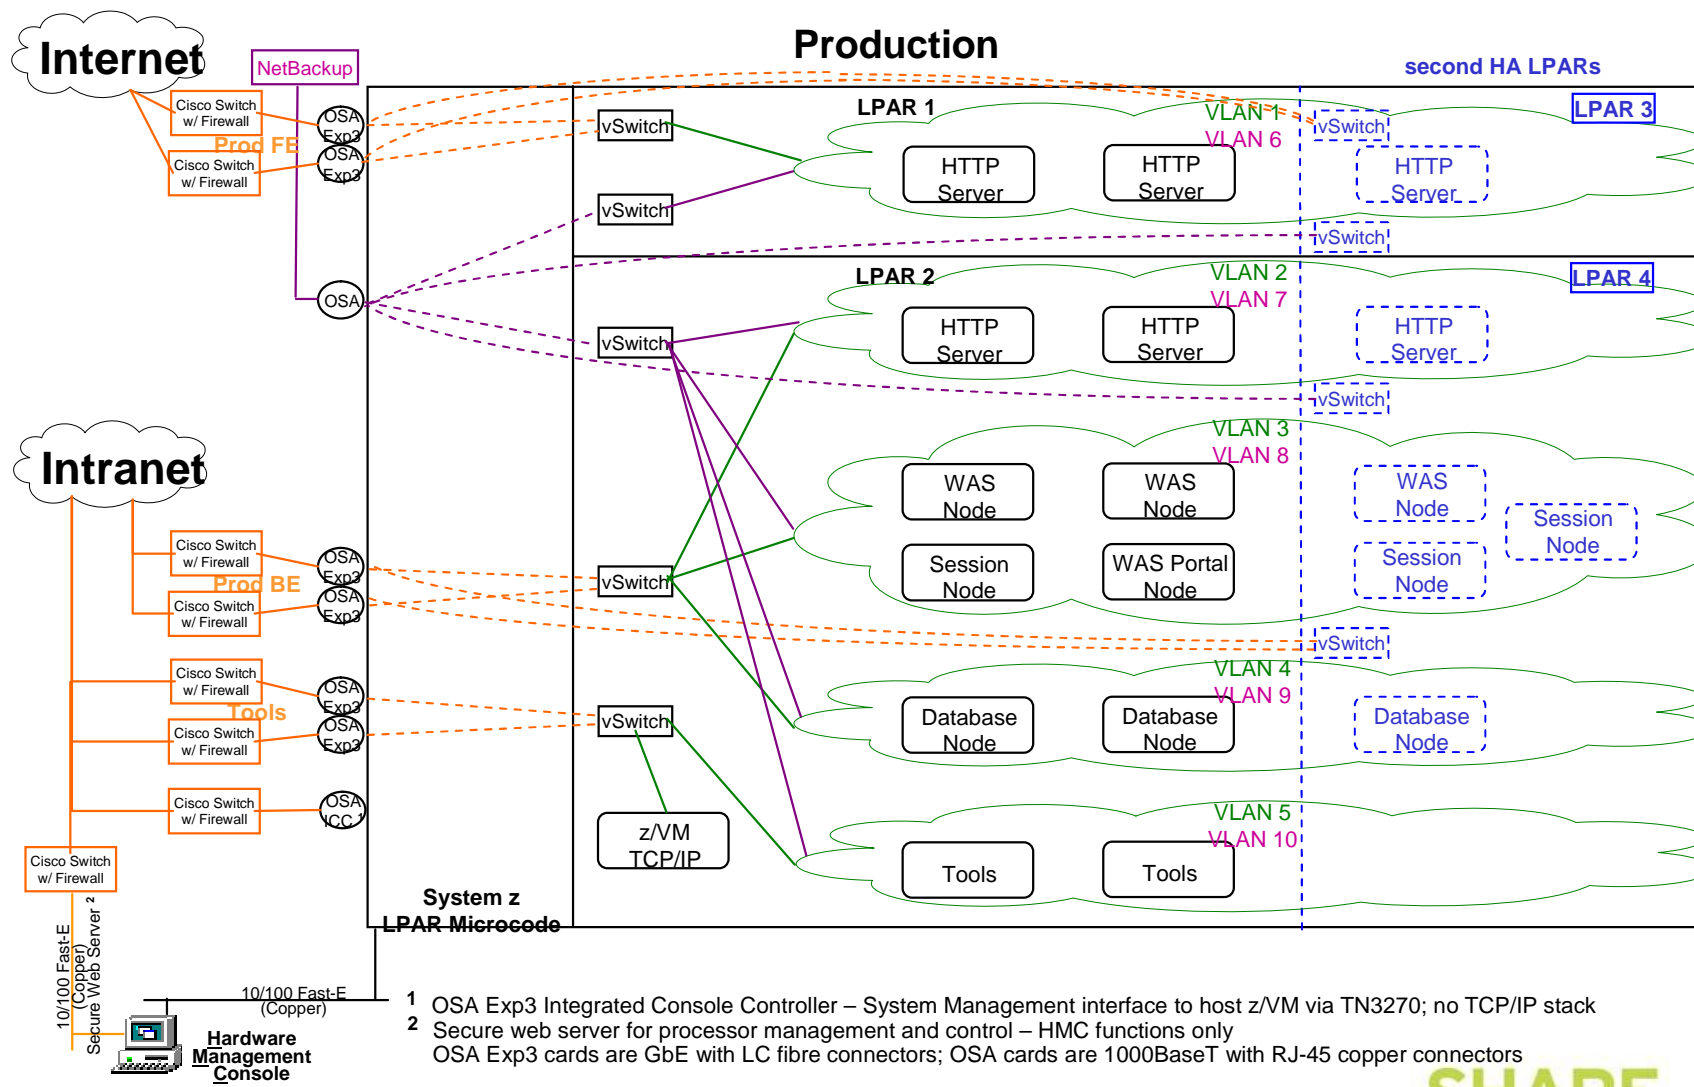 Production
Internet
NetBackup
second HA LPARs
Cisco Switch
w/ Firewall
OSA
Exp3
Prod FE
Cisco Switch
w/ Firewall
OSA
Exp3
vSwitch
LPAR 1
VLAN 1
VLAN 6
vSwitch
LPAR 3
HTTP
Server
HTTP
Server
HTTP
Server
vSwitch
vSwitch
OSA
LPAR 2
VLAN 2
VLAN 7
LPAR 4
vSwitch
HTTP
Server
HTTP
Server
HTTP
Server
vSwitch
Intranet
VLAN 3
VLAN 8
WAS
Node
WAS
Node
WAS
Node
Session
Node
Cisco Switch
w/ Firewall
OSA
Exp3
Prod BE
Cisco Switch
w/ Firewall
OSA
Exp3
vSwitch
Session
Node
WAS Portal
Node
Session
Node
vSwitch
Cisco Switch
w/ Firewall
OSA
Exp3
Tools
Cisco Switch
w/ Firewall
OSA
Exp3
vSwitch
VLAN 4
VLAN 9
Database
Node
Database
Node
Database
Node
Cisco Switch
w/ Firewall
OSA
ICC 1
z/VM
TCP/IP
VLAN 5
VLAN 10
Tools
Tools
Cisco Switch
w/ Firewall
System z
LPAR Microcode
10/100 Fast-E
(Copper)
Secure Web Server 2
10/100 Fast-E
(Copper)
Hardware
Management
Console
1 OSA Exp3 Integrated Console Controller – System Management interface to host z/VM via TN3270; no TCP/IP stack
2 Secure web server for processor management and control – HMC functions only
OSA Exp3 cards are GbE with LC fibre connectors; OSA cards are 1000BaseT with RJ-45 copper connectors
SHARE